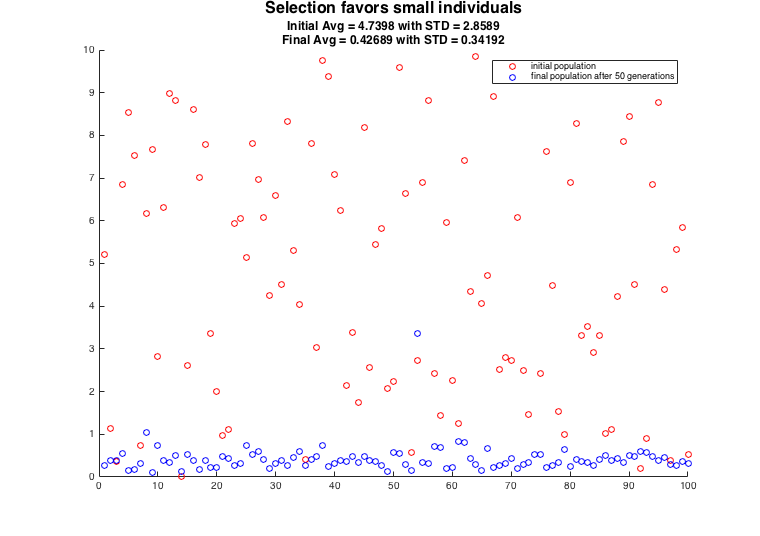 Selection favors small individuals
Initial Avg = 4.7398 with STD = 2.8589
Final Avg = 0.42689 with STD = 0.34192
initial population
final population after 50 generations
10
9
8
7
6
5
4
3
2
1
0
0 10 20 30 40 50 60 70 80 90 100